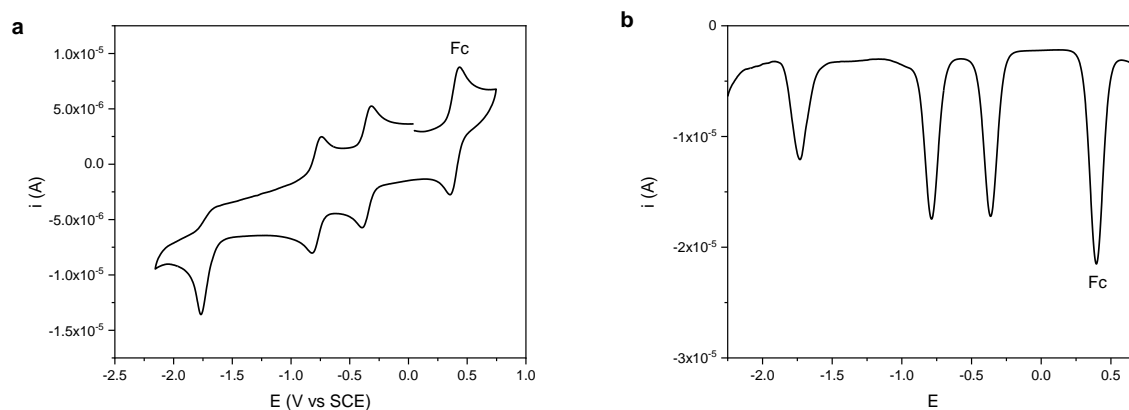 a
Fc
1.0x10-5
5.0x10-6
0.0
-5.0x10-6
-1.0x10-5
-1.5x10-5
i (A)
-2.5 -2.0 -1.5 -1.0 -0.5 0.0 0.5 1.0
E (V vs SCE)
b
0
-1x10-5
-2x10-5
-3x10-5
i (A)
Fc
-2.0 -1.5 -1.0 -0.5 0.0 0.5
E